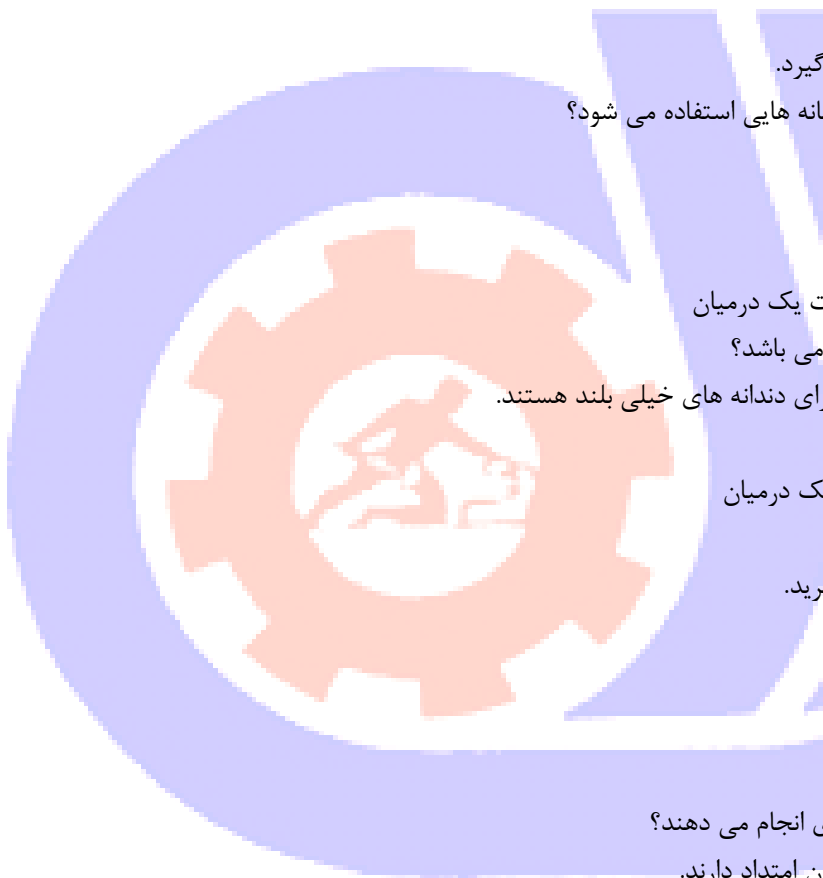 گیرد.
انه هایی استفاده می شود؟
ت یک درمیان
می باشد؟
رای دندانه های خیلی بلند هستند.
ک درمیان
رید.
انجام می دهند؟
ن امتداد دارند.